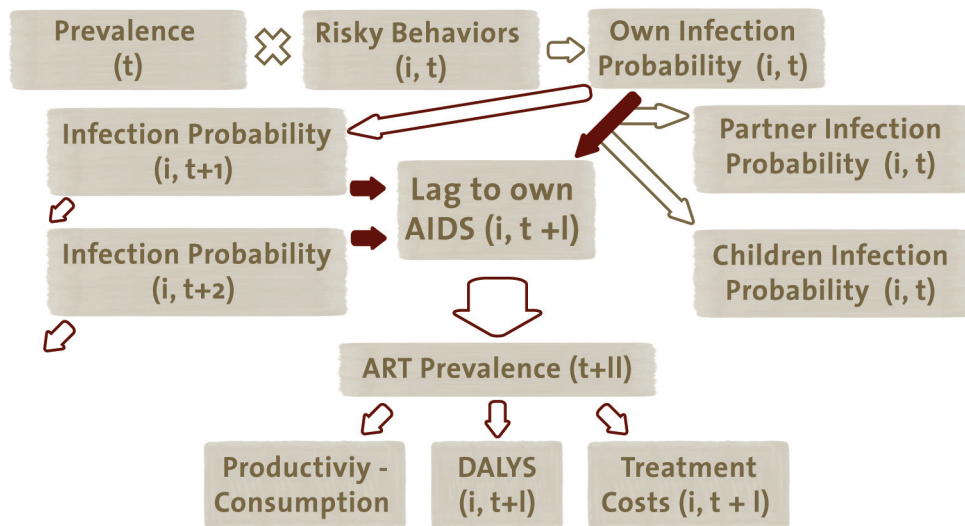 Prevalence
(t)
Risky Behaviors
(i, t)
Own Infection
Probability (i, t)
Infection Probability
(i, t+1)
Partner Infection
Probability (i, t)
Lag to own
AIDS (i, t +l)
Infection Probability
(i, t+2)
Children Infection
Probability (i, t)
ART Prevalence (t+ll)
Productiviy -
Consumption
DALYS
(i, t+l)
Treatment
Costs (i, t + l)